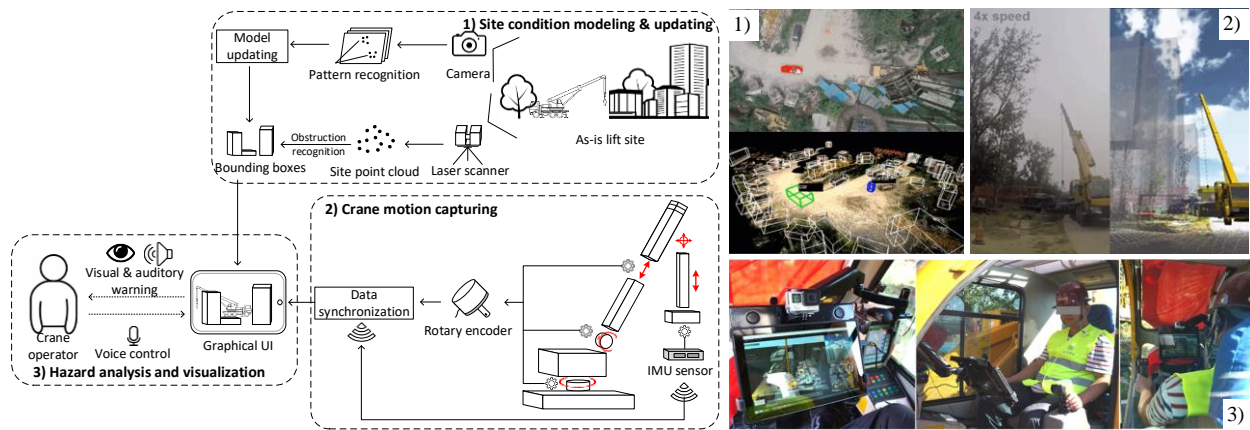 1) Site condition modeling & updating
Model
updating
Pattern recognition
Camera
Obstruction
recognition
Bounding boxes
Site point cloud
Laser scanner
As-is lift site
2) Crane motion capturing
Visual & auditory
warning
Data
synchronization
Rotary encoder
IMU sensor
Crane
operator
Voice control
Graphical UI
3) Hazard analysis and visualization
1)
4x speed
2)
3)